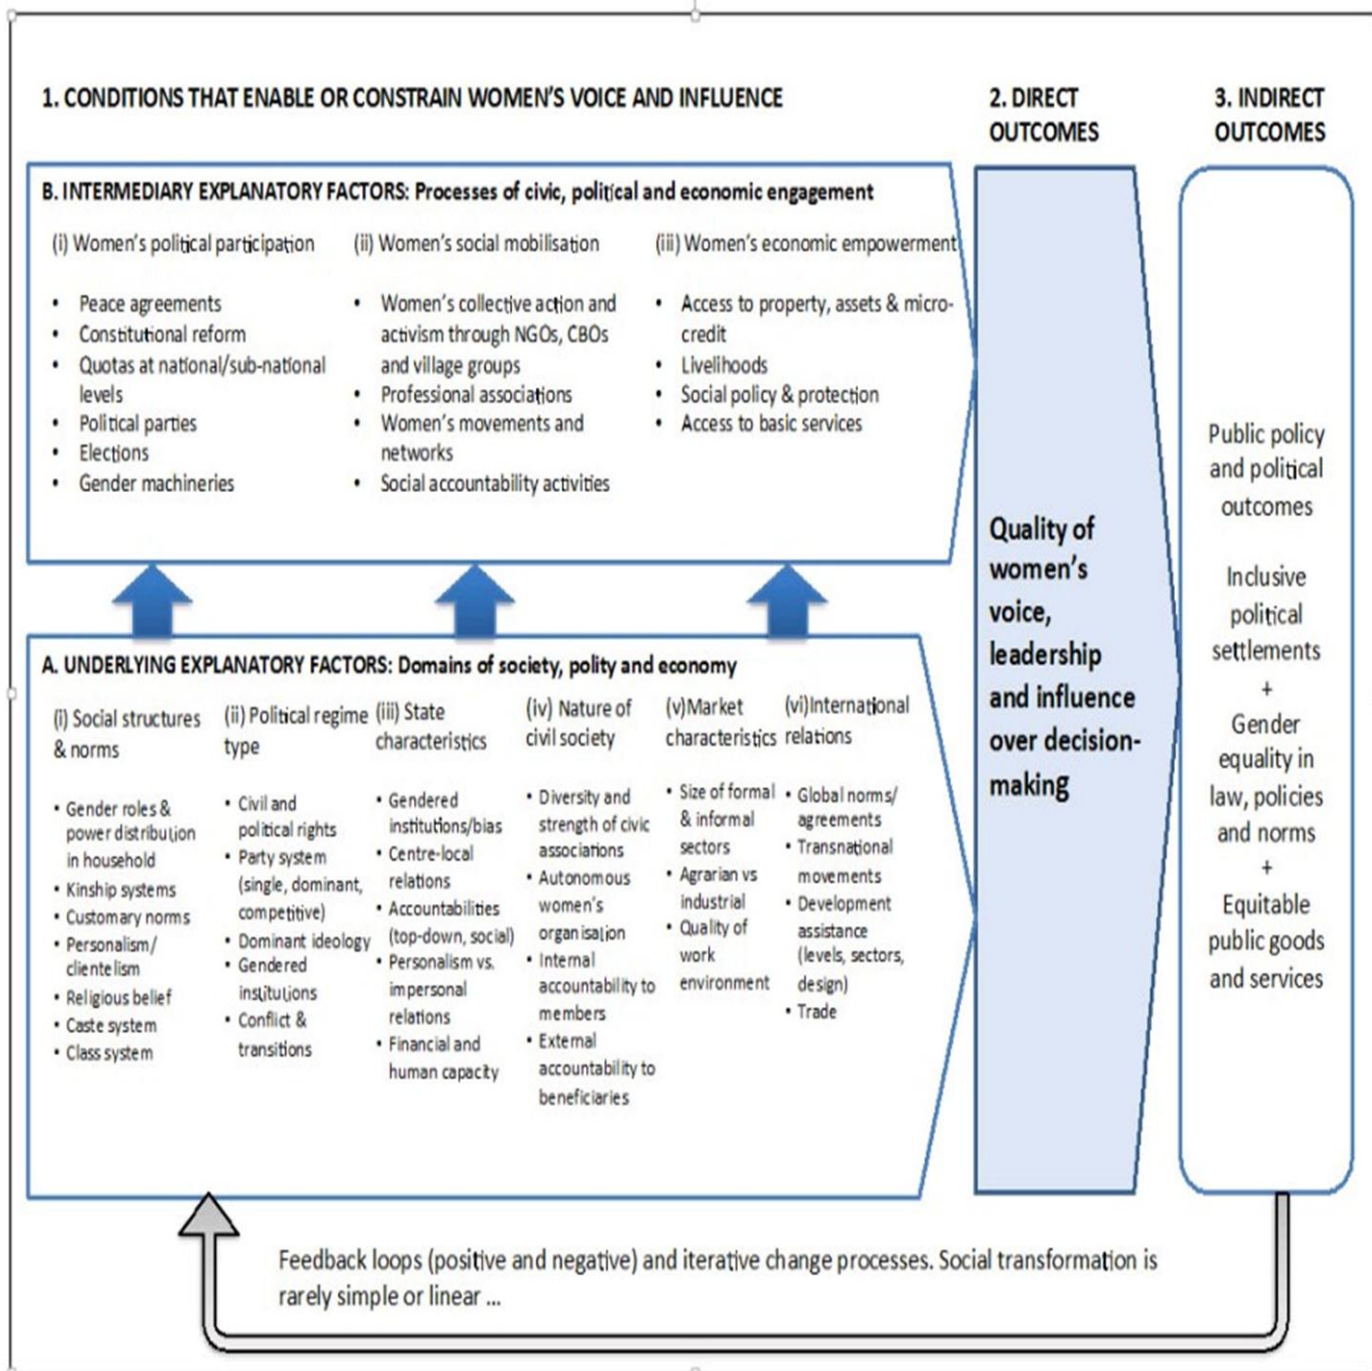 1. CONDITIONS THAT ENABLE OR CONSTRAIN WOMEN'S VOICE AND INFLUENCE
2. DIRECT
OUTCOMES
3. INDIRECT
OUTCOMES
B. INTERMEDIARY EXPLANATORY FACTORS: Processes of civic, political and economic engagement
(i) Women's political participation
• Peace agreements
• Constitutional reform
• Quotas at national/sub-national
levels
• Political parties
• Elections
• Gender machineries
(ii) Women's social mobilisation
• Women's collective action and
activism through NGOs, CBOs
and village groups
• Professional associations
• Women's movements and
networks
• Social accountability activities
(iii) Women's economic empowerment
• Access to property, assets & micro-
credit
• Livelihoods
• Social policy & protection
• Access to basic services
A. UNDERLYING EXPLANATORY FACTORS: Domains of society, polity and economy
(i) Social structures
& norms
• Gender roles &
power distribution
in household
• Kinship systems
• Customary norms
• Personalism/
clientelism
• Religious belief
• Caste system
• Class system
(ii) Political regime
type
• Civil and
political rights
• Party system
(single, dominant,
competitive)
• Dominant ideology
• Gendered
institutions
• Conflict &
transitions
(iii) State
characteristics
• Gendered
institutions/bias
• Centre-local
relations
• Accountabilities
(top-down, social)
• Personalism vs.
impersonal
relations
• Financial and
human capacity
(iv) Nature of
civil society
• Diversity and
strength of civic
associations
• Autonomous
women's
organisation
• Internal
accountability to
members
• External
accountability to
beneficiaries
(v)Market
characteristics
• Size of formal
& informal
sectors
• Agrarian vs
industrial
• Quality of
work
environment
(vi)International
relations
• Global norms/
agreements
• Transnational
movements
• Development
assistance
(levels, sectors,
design)
• Trade
Quality of
women's
voice,
leadership
and influence
over decision-
making
Public policy
and political
outcomes
Inclusive
political
settlements
+
Gender
equality in
law, policies
and norms
+
Equitable
public goods
and services
Feedback loops (positive and negative) and iterative change processes. Social transformation is
rarely simple or linear ...